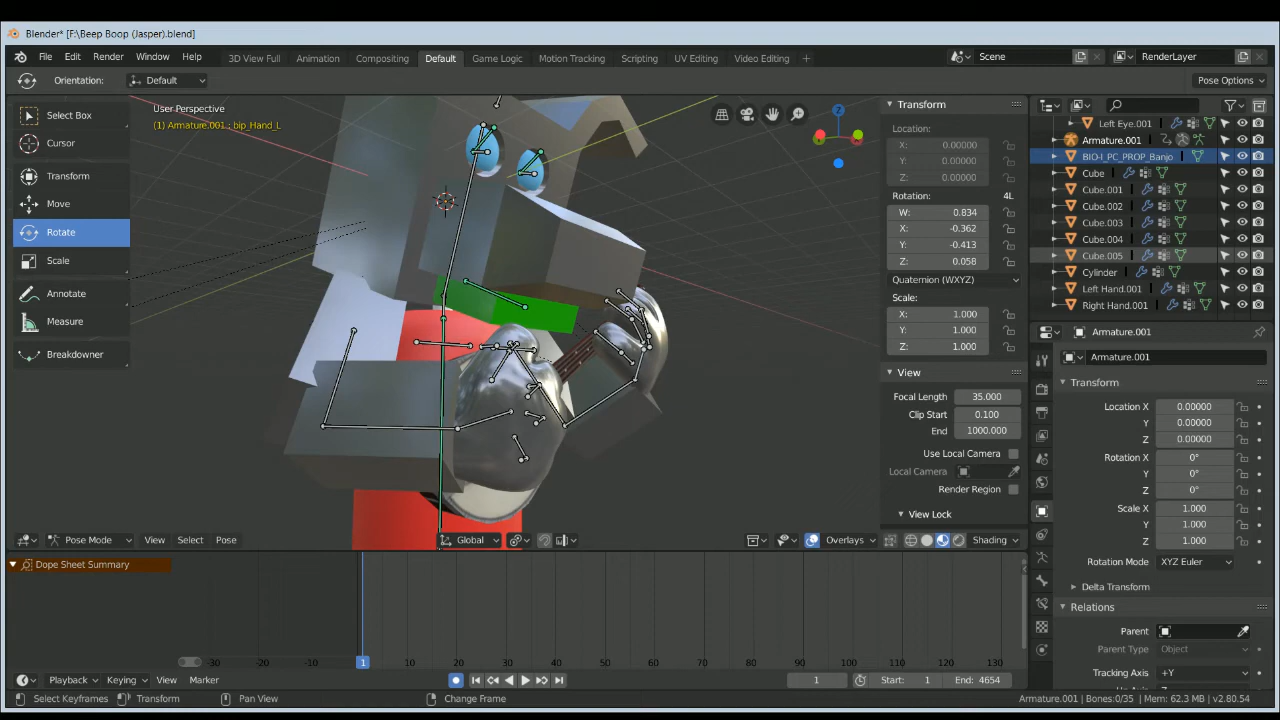 Blender* [F:\Beep Boop (Jasper).blend]
File Edit Render Window Help 3D View Full Animation Compositing Default Game Logic Motion Tracking Scripting UV Editing Video Editing + Scene RenderLayer
Orientation: Default Pose Options
Select Box
Cursor
Transform
Move
Rotate
Scale
Annotate
Measure
Breakdowner
User Perspective
(1) Armature.001 : bip_Hand_L
Z
Transform
Location:
X: 0.00000
Y: 0.00000
Z: 0.00000
Rotation: 4L
W: 0.834
X: -0.362
Y: -0.413
Z: 0.058
Quaternion (WXYZ)
Scale:
X: 1.000
Y: 1.000
Z: 1.000
View
Focal Length 35.000
Clip Start 0.100
End 1000.000
Use Local Camera
Local Camera
Render Region
View Lock
Left Eye.001
Armature.001
BIO-I_PC_PROP_Banjo
Cube
Cube.001
Cube.002
Cube.003
Cube.004
Cube.005
Cylinder
Left Hand.001
Right Hand.001
Armature.001
Armature.001
Transform
Location X 0.00000
Y 0.00000
Z 0.00000
Rotation X 0°
Y 0°
Z 0°
Scale X 1.000
Y 1.000
Z 1.000
Rotation Mode XYZ Euler
Delta Transform
Relations
Parent
Parent Type Object
Tracking Axis +Y
Pose Mode View Select Pose Global Overlays Shading
Dope Sheet Summary
-30 -20 -10 1 10 20 30 40 50 60 70 80 90 100 110 120 130
Playback Keying View Marker 1 Start: 1 End: 4654
Select Keyframes Transform Pan View Change Frame Armature.001 | Bones:0/35 | Mem: 62.3 MB | v2.80.54